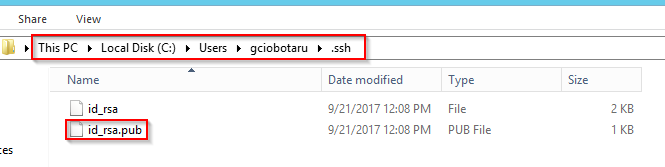 Share View
This PC Local Disk (C:) Users gciobotaru .ssh
Name Date modified Type Size
id_rsa 9/21/2017 12:08 PM File 2 KB
id_rsa.pub 9/21/2017 12:08 PM PUB File 1 KB